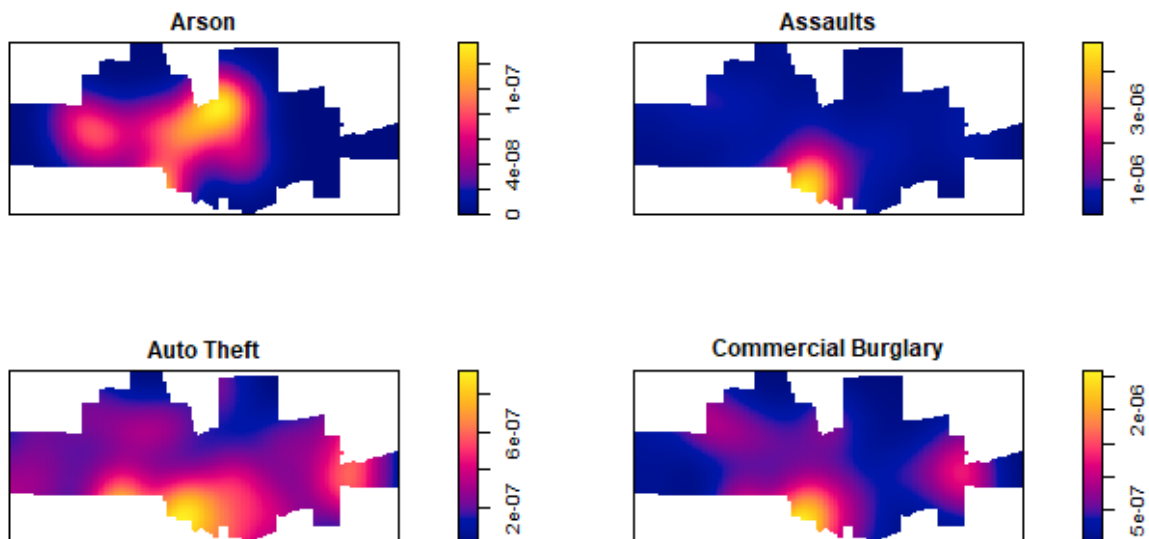 Arson
Assaults
1e-07
4e-08
0
3e-06
1e-06
Auto Theft
Commercial Burglary
6e-07
2e-07
2e-06
5e-07